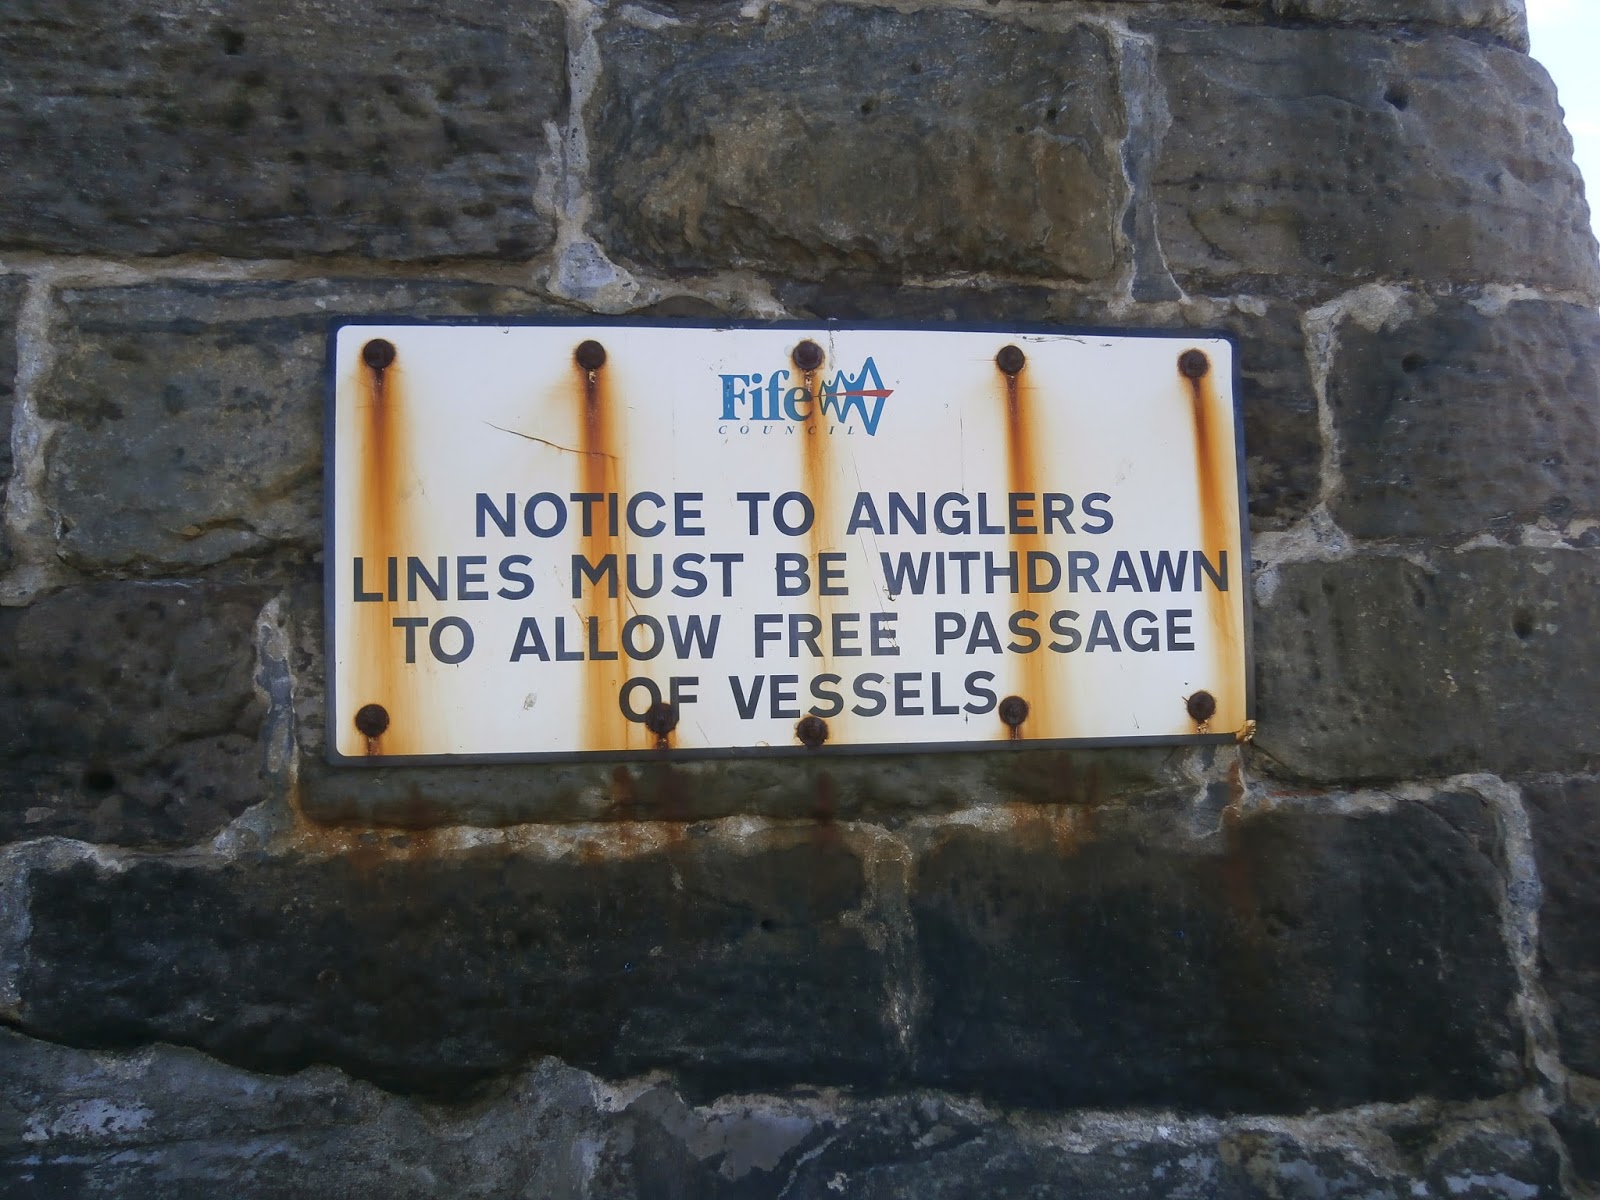 Fife
COUNCIL
NOTICE TO ANGLERS
LINES MUST BE WITHDRAWN
TO ALLOW FREE PASSAGE
OF VESSELS